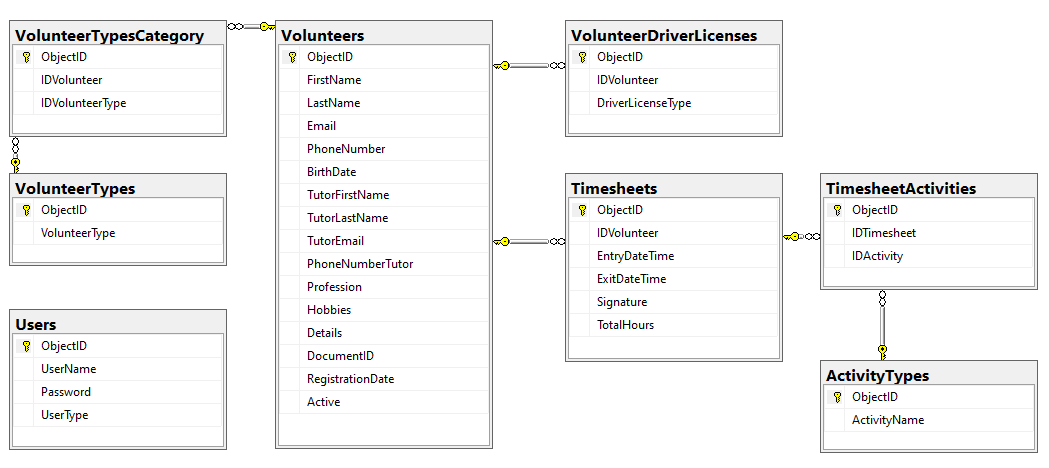 VolunteerTypesCategory
ObjectID
IDVolunteer
IDVolunteerType
VolunteerTypes
ObjectID
VolunteerType
Users
ObjectID
UserName
Password
UserType
Volunteers
ObjectID
FirstName
LastName
Email
PhoneNumber
BirthDate
TutorFirstName
TutorLastName
TutorEmail
PhoneNumberTutor
Profession
Hobbies
Details
DocumentID
RegistrationDate
Active
VolunteerDriverLicenses
ObjectID
IDVolunteer
DriverLicenseType
Timesheets
ObjectID
IDVolunteer
EntryDateTime
ExitDateTime
Signature
TotalHours
TimesheetActivities
ObjectID
IDTimesheet
IDActivity
ActivityTypes
ObjectID
ActivityName